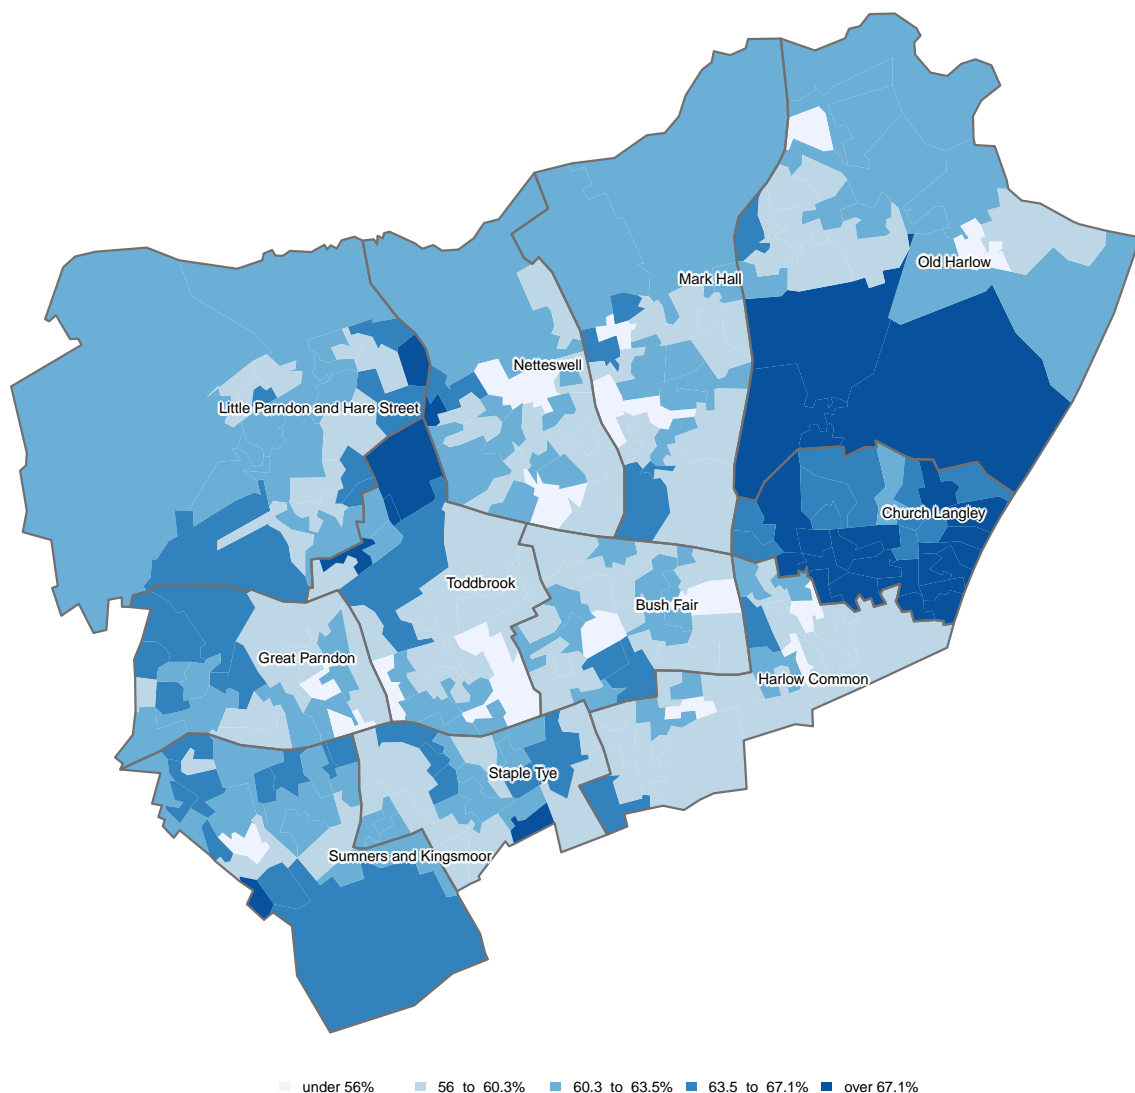 Old Harlow
Mark Hall
Netteswell
Little Parndon and Hare Street
Church Langley
Toddbrook
Bush Fair
Great Parndon
Harlow Common
Staple Tye
Sumners and Kingsmoor
under 56% 56 to 60.3% 60.3 to 63.5% 63.5 to 67.1% over 67.1%